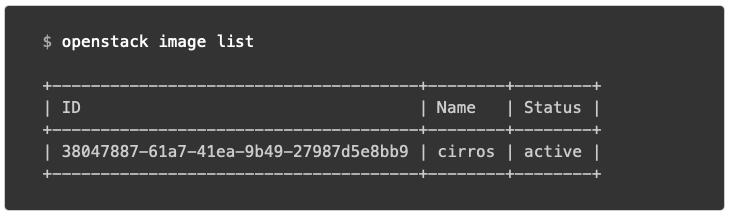 $ openstack image list
+--------------------------------------+--------+--------+
| ID                                   | Name   | Status |
+--------------------------------------+--------+--------+
| 38047887-61a7-41ea-9b49-27987d5e8bb9 | cirros | active |
+--------------------------------------+--------+--------+